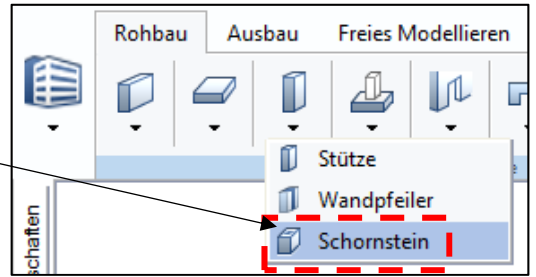 Rohbau Ausbau Freies Modellieren
Stütze
Wandpfeiler
Schornstein
schaften